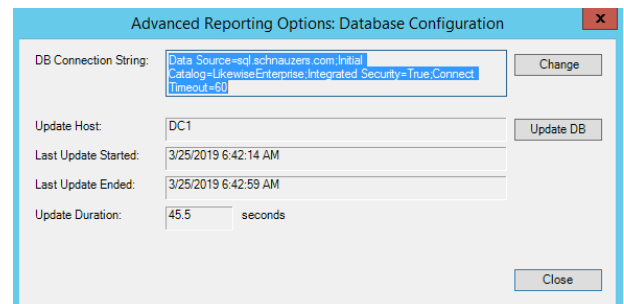 Advanced Reporting Options: Database Configuration
x
DB Connection String:
Data Source=sql.schnauzers.com;Initial
Catalog=LikewiseEnterprise;Integrated Security=True;Connect
Timeout=60
Change
Update Host:
DC1
Update DB
Last Update Started:
3/25/2019 6:42:14 AM
Last Update Ended:
3/25/2019 6:42:59 AM
Update Duration:
45.5
seconds
Close